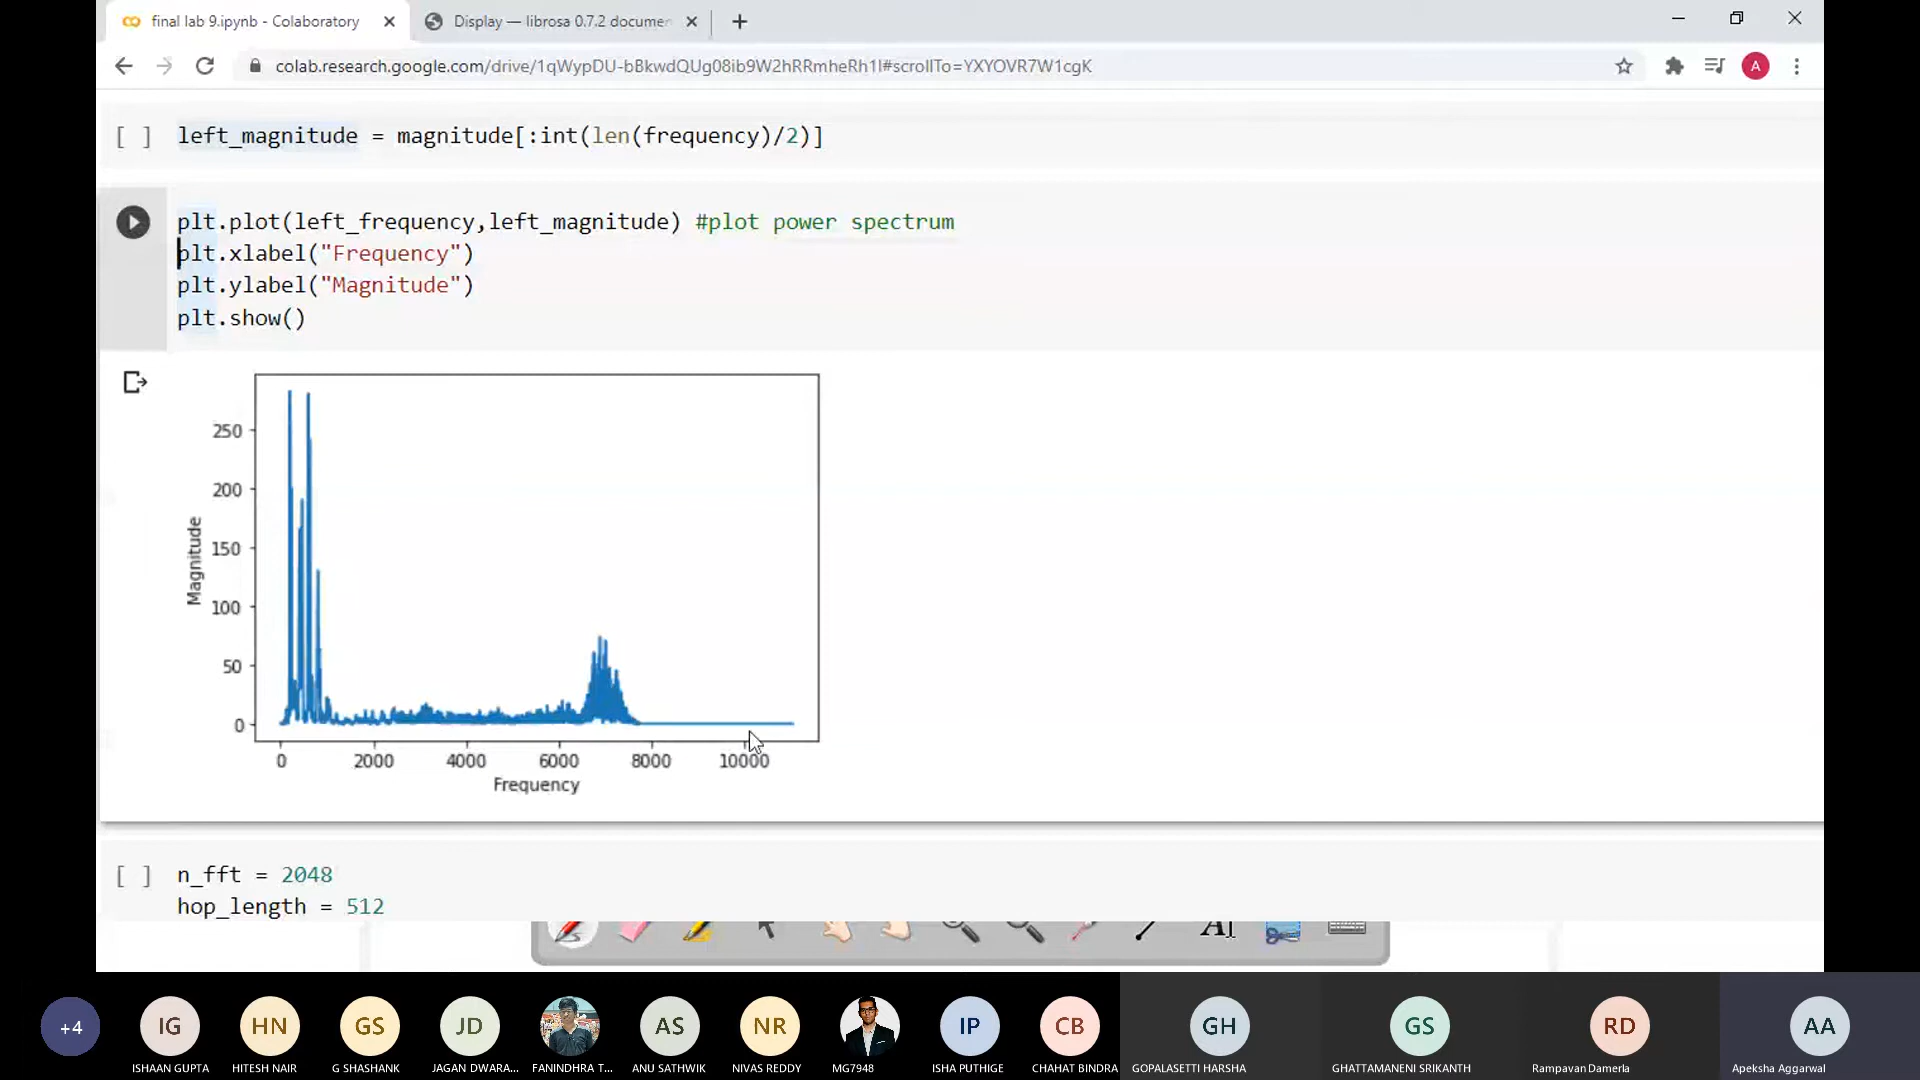 final lab 9.ipynb - Colaboratory
Display — librosa 0.7.2 documen
colab.research.google.com/drive/1qWypDU-bBkwdQUg08ib9W2hRRmheRh1I#scrollTo=YXYOVR7W1cgK
A
[ ] left_magnitude = magnitude[:int(len(frequency)/2)]
plt.plot(left_frequency,left_magnitude) #plot power spectrum
plt.xlabel("Frequency")
plt.ylabel("Magnitude")
plt.show()
250
200
150
100
50
0
Magnitude
0 2000 4000 6000 8000 10000
Frequency
[ ] n_fft = 2048
hop_length = 512
+4 IG HN GS JD AS NR IP CB GH GS RD AA
ISHAAN GUPTA HITESH NAIR G SHASHANK JAGAN DWARA... FANINDHRA T... ANU SATHWIK NIVAS REDDY MG7948 ISHA PUTHIGE CHAHAT BINDRA GOPALASETTI HARSHA GHATTAMANENI SRIKANTH Rampavan Damerla Apeksha Aggarwal